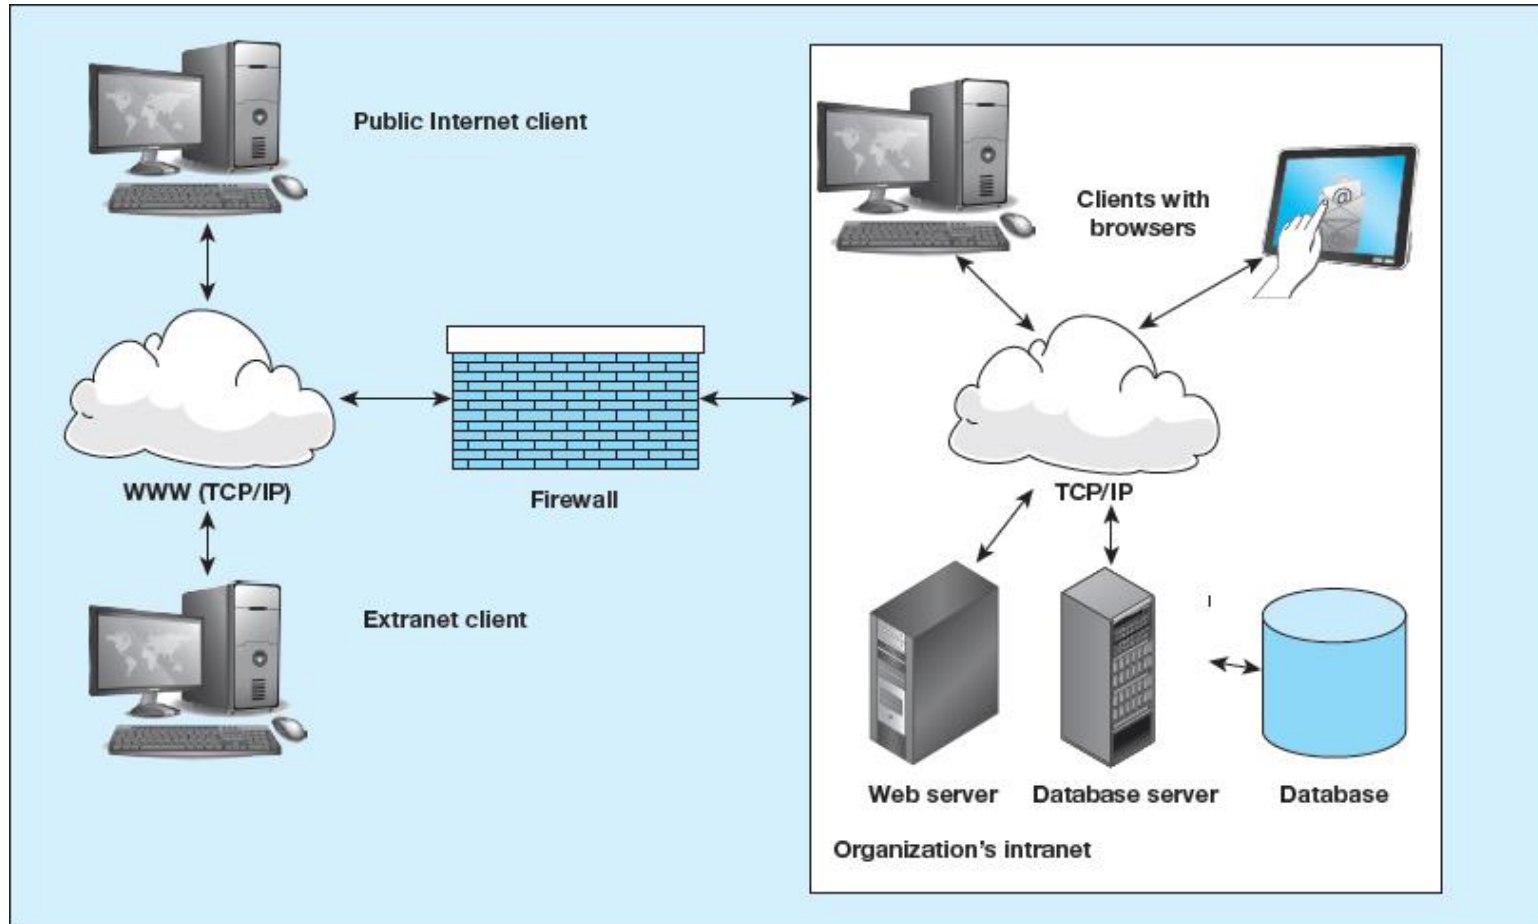 Public Internet client
Clients with
browsers
@
WWW (TCP/IP)
Firewall
TCP/IP
Extranet client
Web server
Database server
Database
Organization's intranet